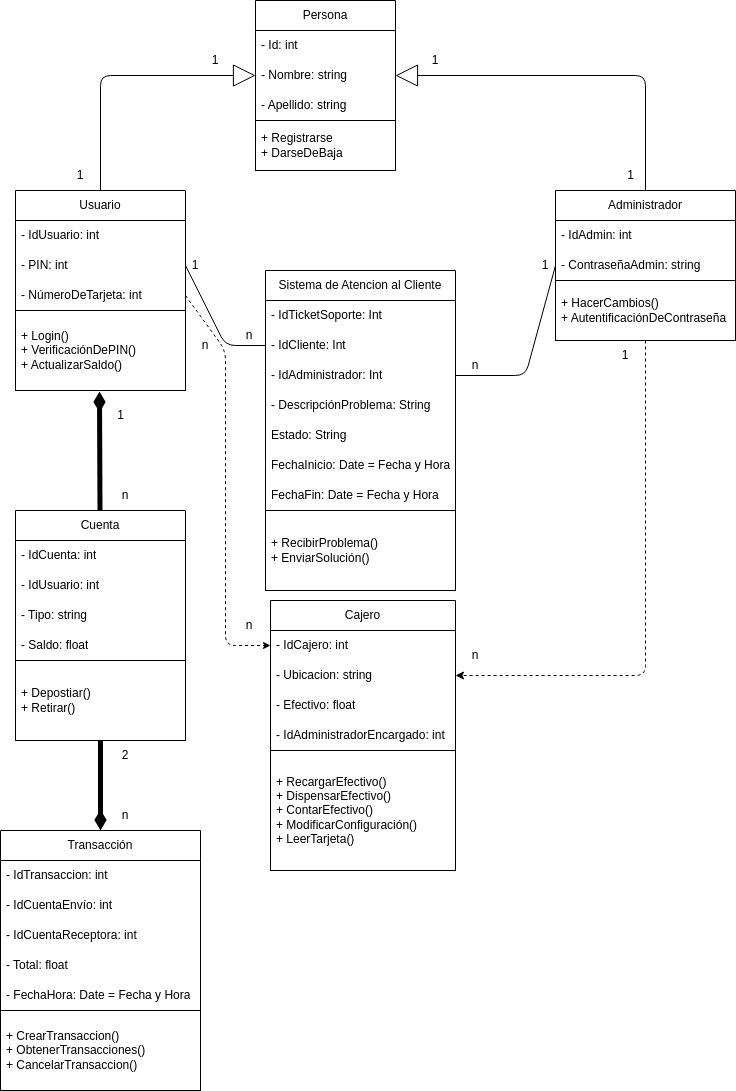 Persona
- Id: int
- Nombre: string
- Apellido: string
+ Registrarse
+ DarseDeBaja
1
1
1
1
Usuario
- IdUsuario: int
- PIN: int
- NúmeroDeTarjeta: int
+ Login()
+ VerificaciónDePIN()
+ ActualizarSaldo()
Administrador
- IdAdmin: int
- ContraseñaAdmin: string
+ HacerCambios()
+ AutentificaciónDeContraseña
1
n
n
1
n
1
Sistema de Atencion al Cliente
- IdTicketSoporte: Int
- IdCliente: Int
- IdAdministrador: Int
- DescripciónProblema: String
Estado: String
FechaInicio: Date = Fecha y Hora
FechaFin: Date = Fecha y Hora
+ RecibirProblema()
+ EnviarSolución()
1
n
Cuenta
- IdCuenta: int
- IdUsuario: int
- Tipo: string
- Saldo: float
+ Depostiar()
+ Retirar()
n
n
Cajero
- IdCajero: int
- Ubicacion: string
- Efectivo: float
- IdAdministradorEncargado: int
+ RecargarEfectivo()
+ DispensarEfectivo()
+ ContarEfectivo()
+ ModificarConfiguración()
+ LeerTarjeta()
2
n
Transacción
- IdTransaccion: int
- IdCuentaEnvío: int
- IdCuentaReceptora: int
- Total: float
- FechaHora: Date = Fecha y Hora
+ CrearTransaccion()
+ ObtenerTransacciones()
+ CancelarTransaccion()